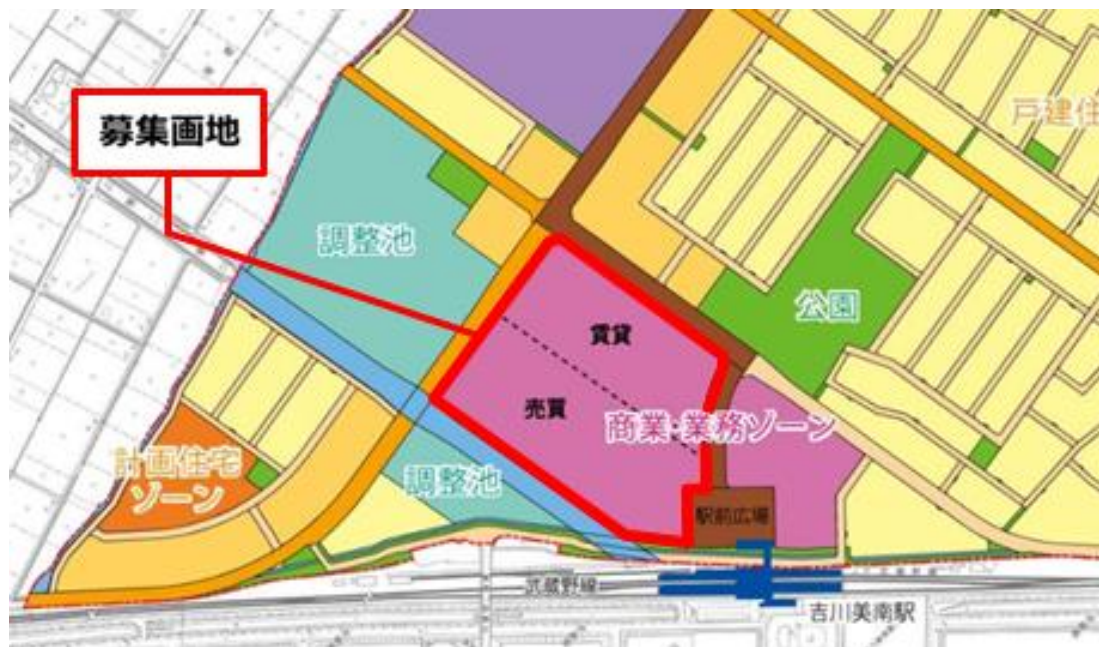 募集画地
戸建住
調整池
公園
賃貸
売買
商業・業務ゾーン
計画住宅
ゾーン
調整池
駅前広場
武蔵野線
吉川美南駅